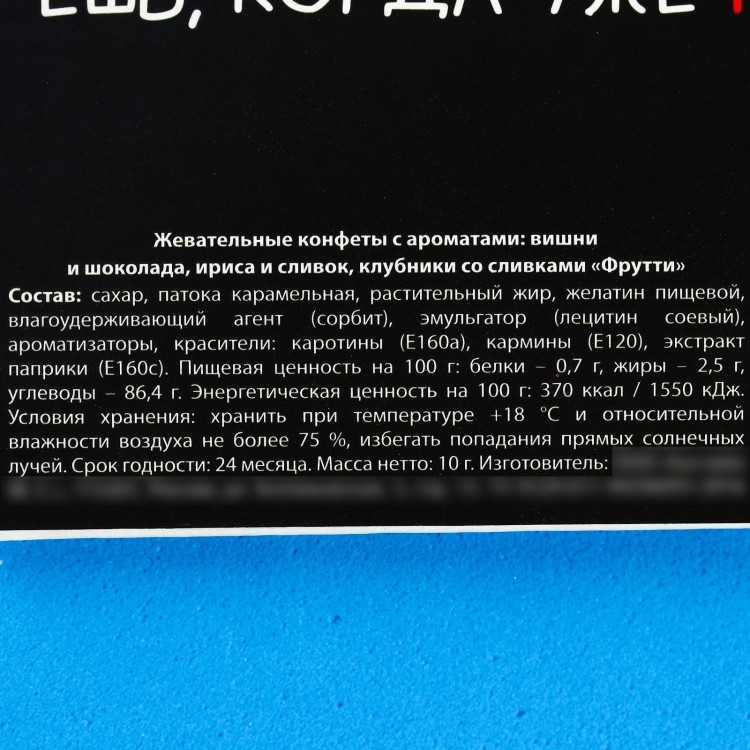 ЕШЬ, КОГДА УЖЕ
Жевательные конфеты с ароматами: вишни
и шоколада, ириса и сливок, клубники со сливками «Фрутти»
Состав: сахар, патока карамельная, растительный жир, желатин пищевой,
влагоудерживающий агент (сорбит), эмульгатор (лецитин соевый),
ароматизаторы, красители: каротины (Е160а), кармины (Е120), экстракт
паприки (Е160с). Пищевая ценность на 100 г: белки – 0,7 г, жиры – 2,5 г,
углеводы – 86,4 г. Энергетическая ценность на 100 г: 370 ккал / 1550 кДж.
Условия хранения: хранить при температуре +18 °С и относительной
влажности воздуха не более 75 %, избегать попадания прямых солнечных
лучей. Срок годности: 24 месяца. Масса нетто: 10 г. Изготовитель: